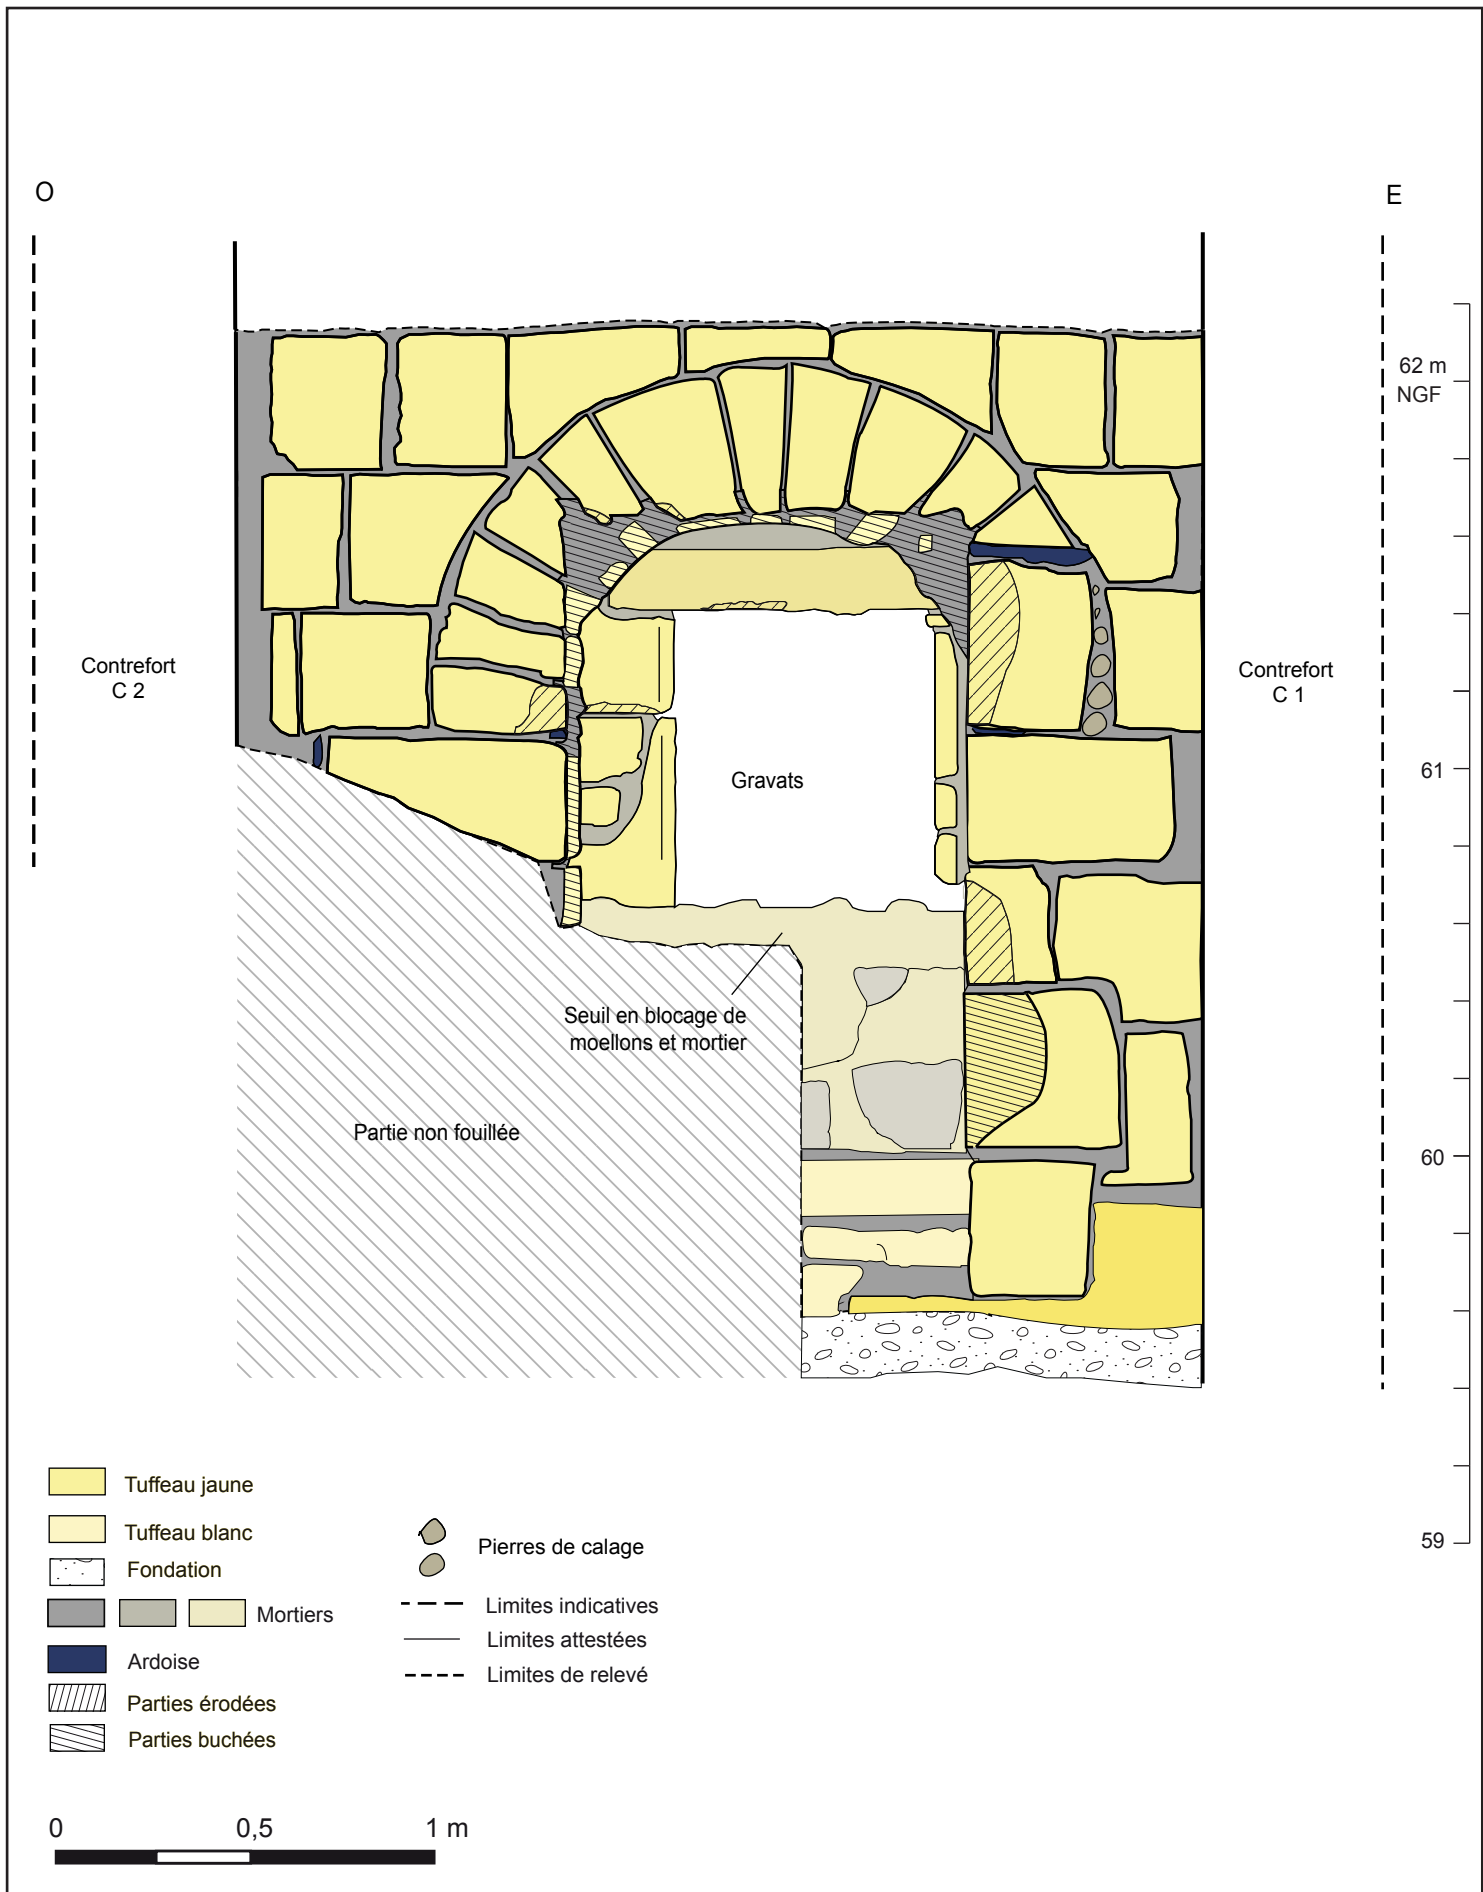 O
E
62 m
NGF
Contrefort
C 2
Contrefort
C 1
Gravats
61
Seuil en blocage de
moellons et mortier
Partie non fouillée
60
59
Tuffeau jaune
Tuffeau blanc
Fondation
Mortiers
Ardoise
Parties érodées
Parties buchées
Pierres de calage
Limites indicatives
Limites attestées
Limites de relevé
0 0,5 1 m